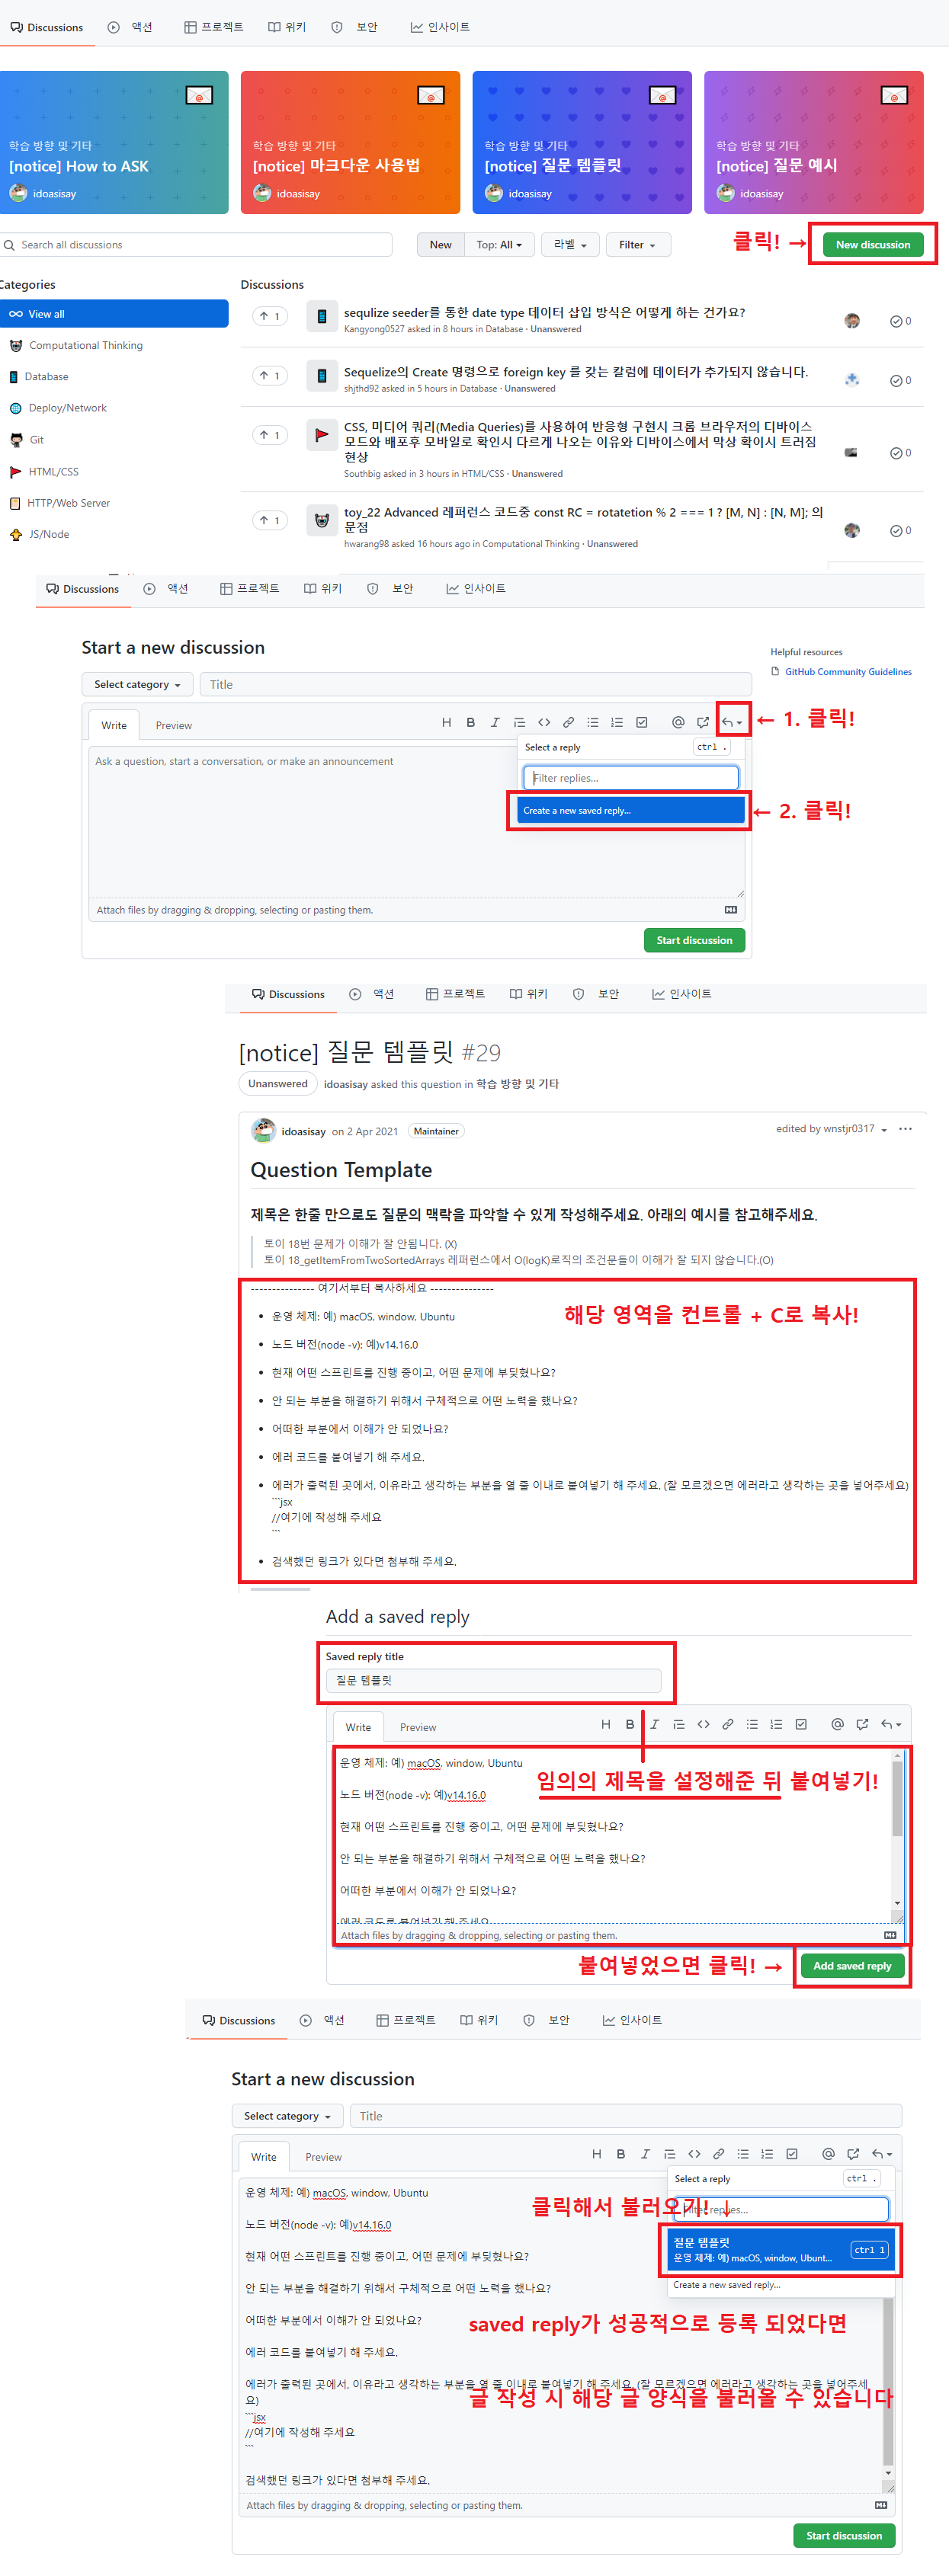 Discussions 액션 프로젝트 위키 보안 인사이트
학습 방향 및 기타
[notice] How to ASK
idoasisay
학습 방향 및 기타
[notice] 마크다운 사용법
idoasisay
학습 방향 및 기타
[notice] 질문 템플릿
idoasisay
학습 방향 및 기타
[notice] 질문 예시
idoasisay
Search all discussions
New Top: All 라벨 Filter 클릭! → New discussion
Categories
View all
Computational Thinking
Database
Deploy/Network
Git
HTML/CSS
HTTP/Web Server
JS/Node
Discussions
1 sequlize seeder를 통한 date type 데이터 삽입 방식은 어떻게 하는 건가요?
Kangyong0527 asked in 8 hours in Database · Unanswered 0
1 Sequelize의 Create 명령으로 foreign key 를 갖는 칼럼에 데이터가 추가되지 않습니다.
shjthd92 asked in 5 hours in Database · Unanswered 0
1 CSS, 미디어 쿼리(Media Queries)를 사용하여 반응형 구현시 크롬 브라우저의 디바이스
모드와 배포후 모바일로 확인시 다르게 나오는 이유와 디바이스에서 막상 확이시 트러짐
현상
Southbig asked in 3 hours in HTML/CSS · Unanswered 0
1 toy_22 Advanced 레퍼런스 코드중 const RC = rotatetion % 2 === 1 ? [M, N] : [N, M]; 의
문점
hwarang98 asked 16 hours ago in Computational Thinking · Unanswered 0
Discussions 액션 프로젝트 위키 보안 인사이트
Start a new discussion
Helpful resources
GitHub Community Guidelines
Select category Title
Write Preview
← 1. 클릭!
Select a reply ctrl .
Ask a question, start a conversation, or make an announcement
Filter replies...
Create a new saved reply...
← 2. 클릭!
Attach files by dragging & dropping, selecting or pasting them.
Start discussion
Discussions 액션 프로젝트 위키 보안 인사이트
[notice] 질문 템플릿 #29
Unanswered idoasisay asked this question in 학습 방향 및 기타
idoasisay on 2 Apr 2021 Maintainer edited by wnstjr0317 ...
Question Template
제목은 한줄 만으로도 질문의 맥락을 파악할 수 있게 작성해주세요. 아래의 예시를 참고해주세요.
토이 18번 문제가 이해가 잘 안됩니다. (X)
토이 18_getItemFromTwoSortedArrays 레퍼런스에서 O(logK)로직의 조건문들이 이해가 잘 되지 않습니다.(O)
--------------- 여기서부터 복사하세요 ---------------
해당 영역을 컨트롤 + C로 복사!
• 운영 체제: 예) macOS, window, Ubuntu
• 노드 버전(node -v): 예)v14.16.0
• 현재 어떤 스프린트를 진행 중이고, 어떤 문제에 부딪혔나요?
• 안 되는 부분을 해결하기 위해서 구체적으로 어떤 노력을 했나요?
• 어떠한 부분에서 이해가 안 되었나요?
• 에러 코드를 붙여넣기 해 주세요.
• 에러가 출력된 곳에서, 이유라고 생각하는 부분을 열 줄 이내로 붙여넣기 해 주세요. (잘 모르겠으면 에러라고 생각하는 곳을 넣어주세요)
```jsx
//여기에 작성해 주세요
```
• 검색했던 링크가 있다면 첨부해 주세요.
Add a saved reply
Saved reply title
질문 템플릿
Write Preview
운영 체제: 예) macOS, window, Ubuntu
임의의 제목을 설정해준 뒤 붙여넣기!
노드 버전(node -v): 예)v14.16.0
현재 어떤 스프린트를 진행 중이고, 어떤 문제에 부딪혔나요?
안 되는 부분을 해결하기 위해서 구체적으로 어떤 노력을 했나요?
어떠한 부분에서 이해가 안 되었나요?
에러 코드를 붙여넣기 해 주세요
Attach files by dragging & dropping, selecting or pasting them.
붙여넣었으면 클릭! → Add saved reply
Discussions 액션 프로젝트 위키 보안 인사이트
Start a new discussion
Select category Title
Write Preview
Select a reply ctrl .
운영 체제: 예) macOS, window, Ubuntu
클릭해서 불러오기! ↓
Filter replies...
노드 버전(node -v): 예)v14.16.0
질문 템플릿
운영 체제: 예) macOS, window, Ubunt... ctrl 1
현재 어떤 스프린트를 진행 중이고, 어떤 문제에 부딪혔나요?
Create a new saved reply...
안 되는 부분을 해결하기 위해서 구체적으로 어떤 노력을 했나요?
어떠한 부분에서 이해가 안 되었나요?
saved reply가 성공적으로 등록 되었다면
에러 코드를 붙여넣기 해 주세요.
에러가 출력된 곳에서, 이유라고 생각하는 부분을 열 줄 이내로 붙여넣기 해 주세요. (잘 모르겠으면 에러라고 생각하는 곳을 넣어주세
요)
글 작성 시 해당 글 양식을 불러올 수 있습니다
```jsx
//여기에 작성해 주세요
```
검색했던 링크가 있다면 첨부해 주세요.
Attach files by dragging & dropping, selecting or pasting them.
Start discussion